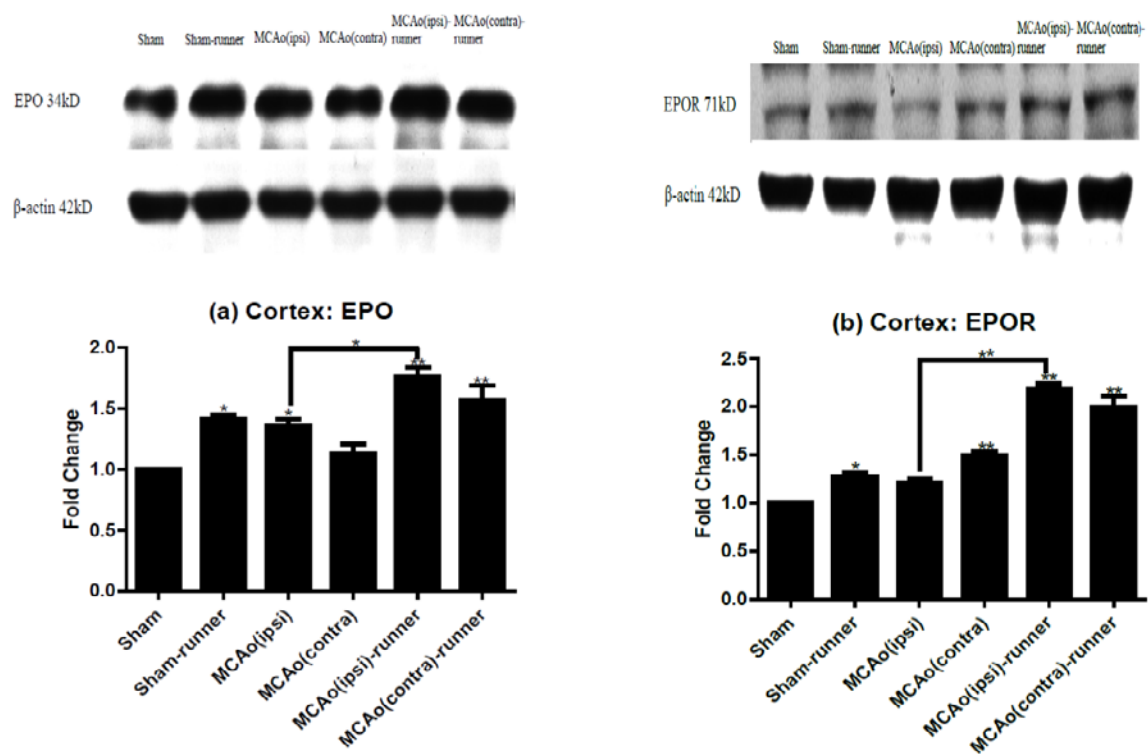 Sham
Sham-runner
MCAo(ipsi)
MCAo(contra)
MCAo(ipsi)-
runner
MCAo(contra)-
runner
EPO 34kD
β-actin 42kD
(a) Cortex: EPO
Fold Change
2.0
1.5
1.0
0.5
0.0
*
*
*
**
**
Sham
Sham-runner
MCAo(ipsi)
MCAo(contra)
MCAo(ipsi)-runner
MCAo(contra)-runner
Sham
Sham-runner
MCAo(ipsi)
MCAo(contra)
MCAo(ipsi)-
runner
MCAo(contra)-
runner
EPOR 71kD
β-actin 42kD
(b) Cortex: EPOR
Fold Change
2.5
2.0
1.5
1.0
0.5
0.0
*
**
**
**
**
Sham
Sham-runner
MCAo(ipsi)
MCAo(contra)
MCAo(ipsi)-runner
MCAo(contra)-runner